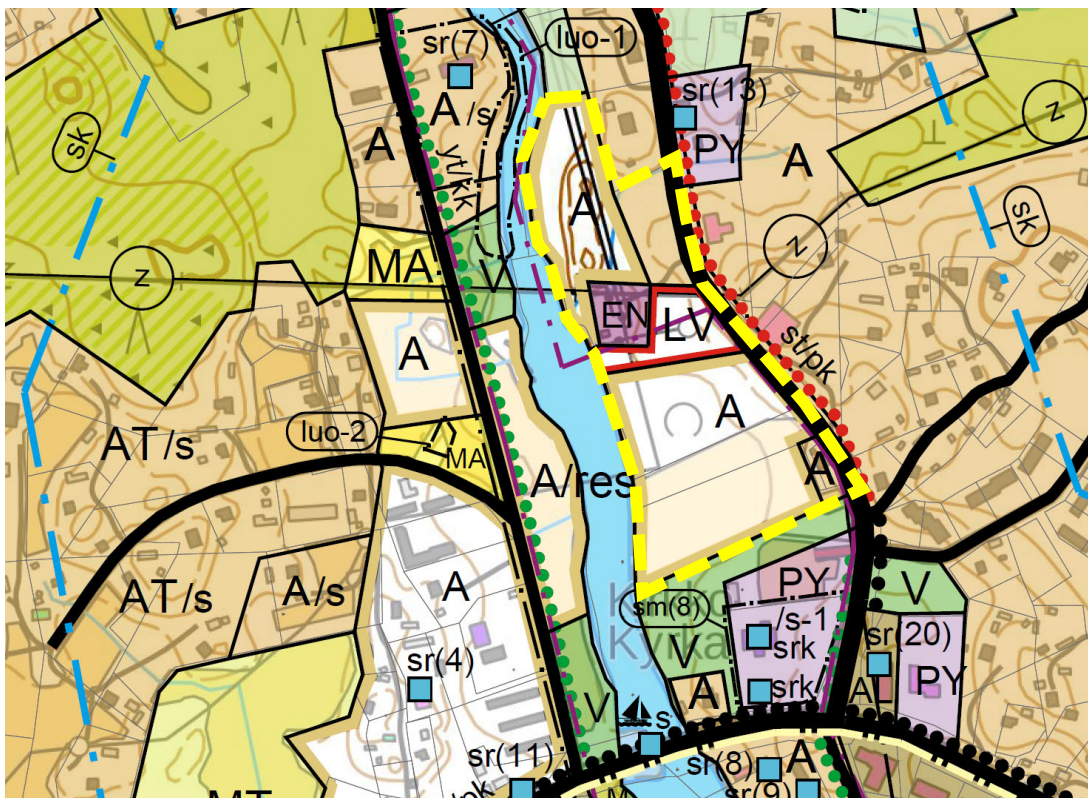 sr(7)
luo-1
A/s
A
yt/kk
sk
z
MA
V
A
sr(13)
PY
A
z
z
sk
EN
LV
st/pk
A
A
A/res
AT/s
luo-2
MA
AT/s
A/s
A
sr(4)
sr(11)
V
s
sm(8)
Kyrka
V
A
PY
/s-1
srk
srk
V
sr(20)
A
PY
A
sr(8)
sr(9)
A